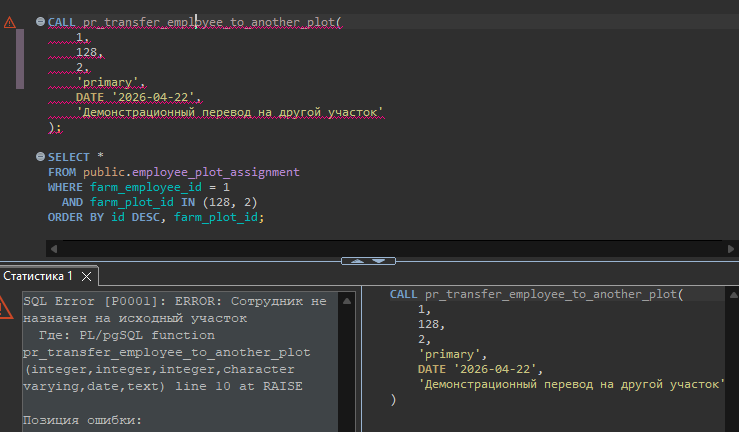 CALL pr_transfer_employee_to_another_plot(
1,
128,
2,
'primary',
DATE '2026-04-22',
'Демонстрационный перевод на другой участок'
);
SELECT *
FROM public.employee_plot_assignment
WHERE farm_employee_id = 1
AND farm_plot_id IN (128, 2)
ORDER BY id DESC, farm_plot_id;
Статистика 1
SQL Error [P0001]: ERROR: Сотрудник не
назначен на исходный участок
Где: PL/pgSQL function
pr_transfer_employee_to_another_plot
(integer,integer,integer,character
varying,date,text) line 10 at RAISE
Позиция ошибки:
CALL pr_transfer_employee_to_another_plot(
1,
128,
2,
'primary',
DATE '2026-04-22',
'Демонстрационный перевод на другой участок'
)